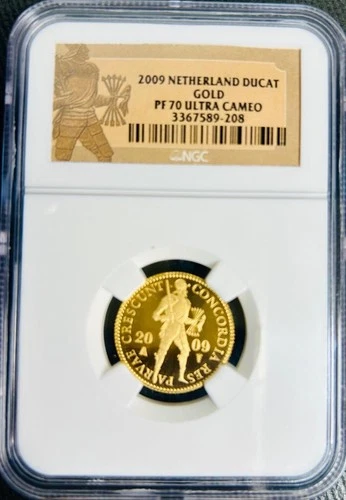 2009 NETHERLAND DUCAT
GOLD
PF 70 ULTRA CAMEO
3367589-208
NGC
CONCORDIA RES PARVAE CRESCUNT
20 09
A V